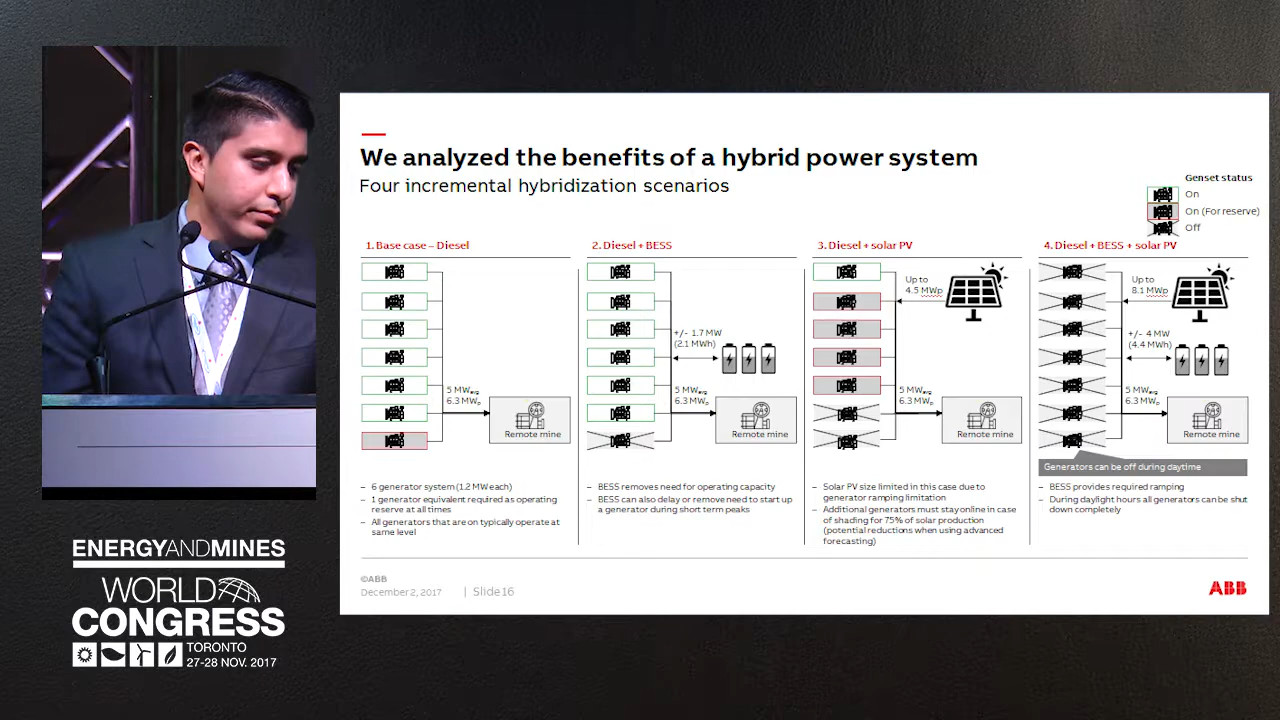 We analyzed the benefits of a hybrid power system
Four incremental hybridization scenarios
Genset status
On
On (For reserve)
Off
1. Base case – Diesel
5 MWavg
6.3 MWp
Remote mine
– 6 generator system (1.2 MW each)
– 1 generator equivalent required as operating
reserve at all times
– All generators that are on typically operate at
same level
2. Diesel + BESS
+/- 1.7 MW
(2.1 MWh)
5 MWavg
6.3 MWp
Remote mine
– BESS removes need for operating capacity
– BESS can also delay or remove need to start up
a generator during short term peaks
3. Diesel + solar PV
Up to
4.5 MWp
5 MWavg
6.3 MWp
Remote mine
– Solar PV size limited in this case due to
generator ramping limitation
– Additional generators must stay online in case
of shading for 75% of solar production
(potential reductions when using advanced
forecasting)
4. Diesel + BESS + solar PV
Up to
8.1 MWp
+/- 4 MW
(4.4 MWh)
5 MWavg
6.3 MWp
Remote mine
Generators can be off during daytime
– BESS provides required ramping
– During daylight hours all generators can be shut
down completely
©ABB
December 2, 2017 | Slide 16
ABB
ENERGYANDMINES
WORLD
CONGRESS
TORONTO
27-28 NOV. 2017